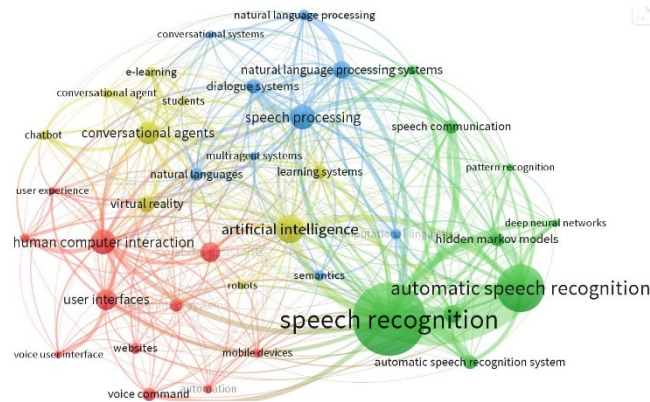 natural language processing
conversational systems
e-learning
natural language processing systems
conversational agent
students
dialogue systems
chatbot
conversational agents
speech processing
speech communication
multi agent systems
pattern recognition
user experience
natural languages
learning systems
virtual reality
deep neural networks
human computer interaction
artificial intelligence
hidden markov models
semantics
robots
automatic speech recognition
user interfaces
speech recognition
voice user interface
websites
mobile devices
automatic speech recognition system
voice command
automation